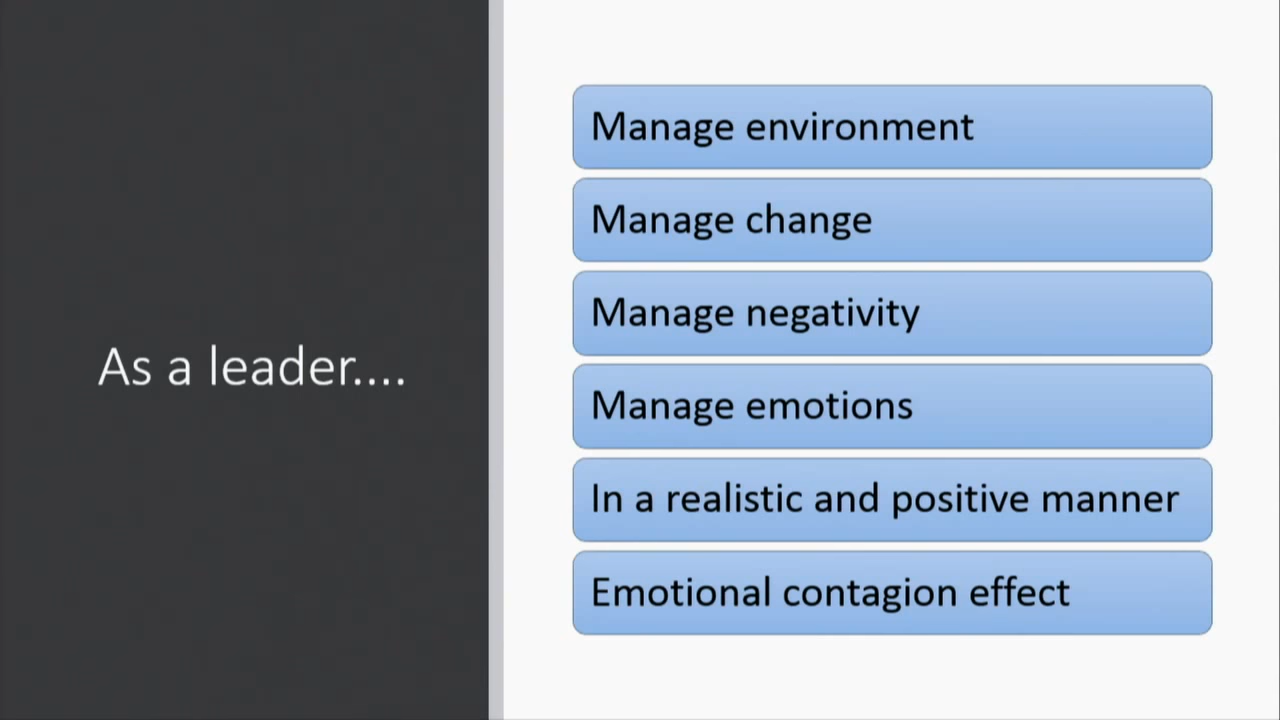 As a leader....
Manage environment
Manage change
Manage negativity
Manage emotions
In a realistic and positive manner
Emotional contagion effect